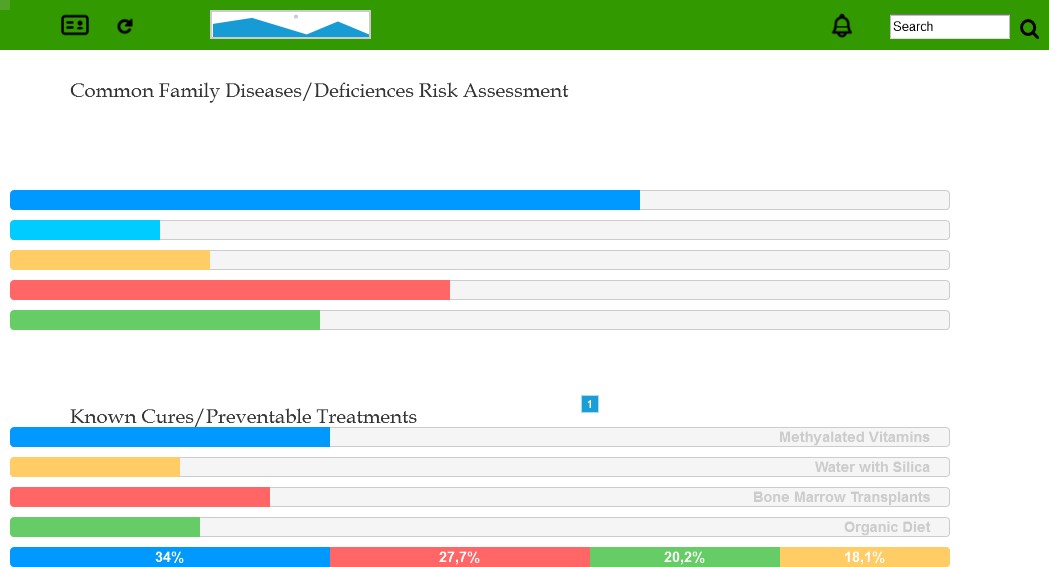 Search
Common Family Diseases/Deficiences Risk Assessment
1
Known Cures/Preventable Treatments
Methyalated Vitamins
Water with Silica
Bone Marrow Transplants
Organic Diet
34% 27,7% 20,2% 18,1%